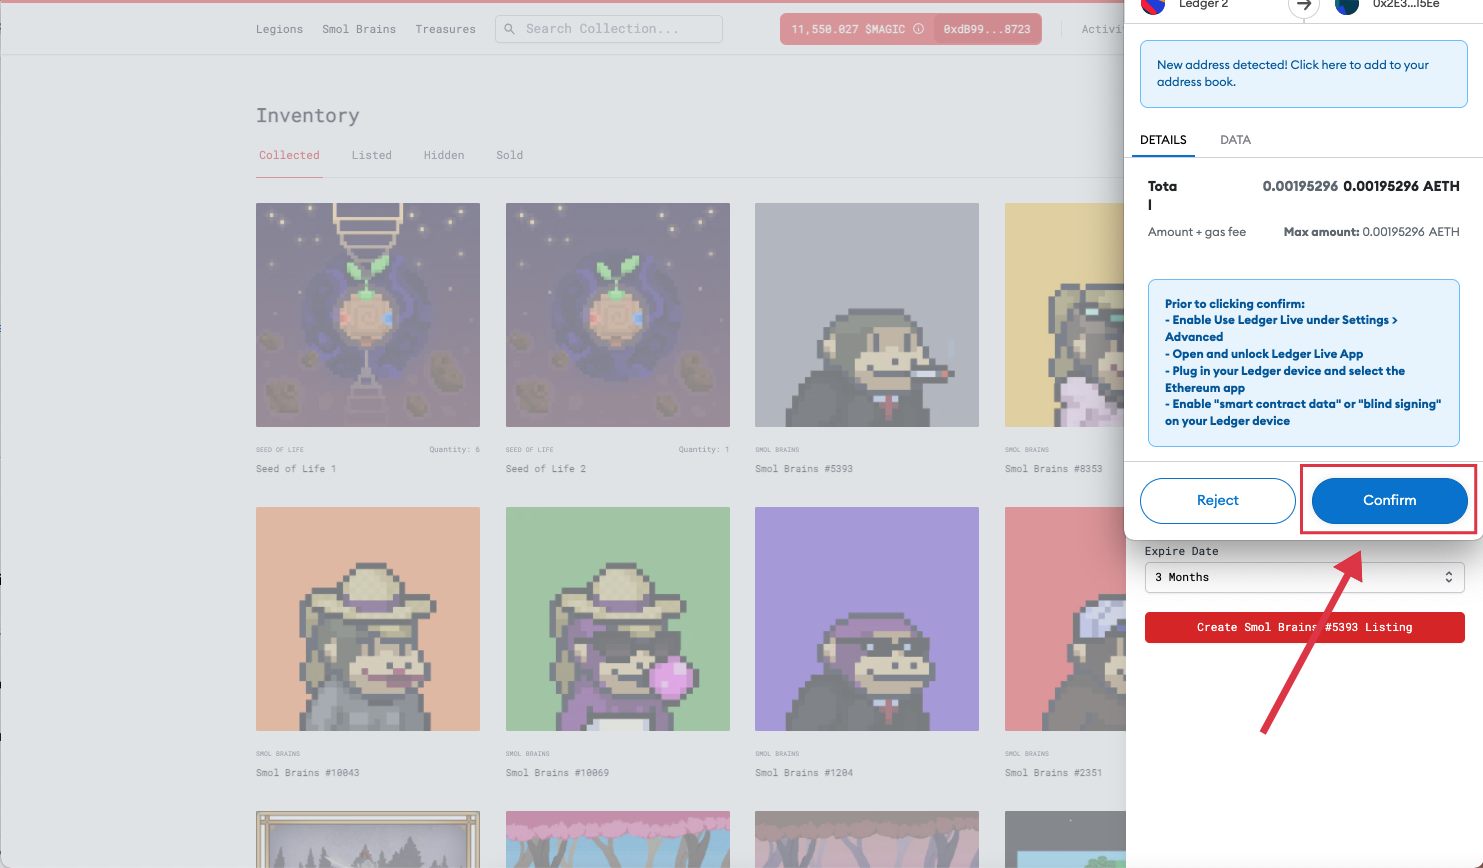 Legions Smol Brains Treasures Search Collection... 11,550.027 $MAGIC 0xdB99...8723 Activi
Inventory
Collected Listed Hidden Sold
SEED OF LIFE Quantity: 6
Seed of Life 1
SEED OF LIFE Quantity: 1
Seed of Life 2
SMOL BRAINS
Smol Brains #5393
SMOL BRAINS
Smol Brains #8353
SMOL BRAINS
Smol Brains #10043
SMOL BRAINS
Smol Brains #10069
SMOL BRAINS
Smol Brains #1204
SMOL BRAINS
Smol Brains #2351
Ledger 2 0x2E3...15Ee
New address detected! Click here to add to your
address book.
DETAILS DATA
Tota 0.00195296 0.00195296 AETH
l
Amount + gas fee Max amount: 0.00195296 AETH
Prior to clicking confirm:
- Enable Use Ledger Live under Settings >
Advanced
- Open and unlock Ledger Live App
- Plug in your Ledger device and select the
Ethereum app
- Enable "smart contract data" or "blind signing"
on your Ledger device
Reject Confirm
Expire Date
3 Months
Create Smol Brains #5393 Listing